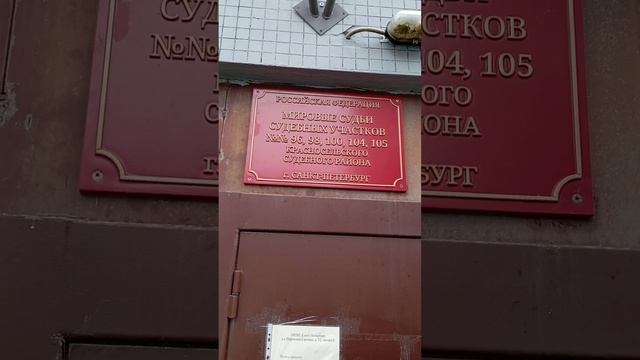 РОССИЙСКАЯ ФЕДЕРАЦИЯ
МИРОВЫЕ СУДЬИ
СУДЕБНЫХ УЧАСТКОВ
№№ 96, 98, 100, 104, 105
КРАСНОСЕЛЬСКОГО
СУДЕБНОГО РАЙОНА
г. САНКТ-ПЕТЕРБУРГ